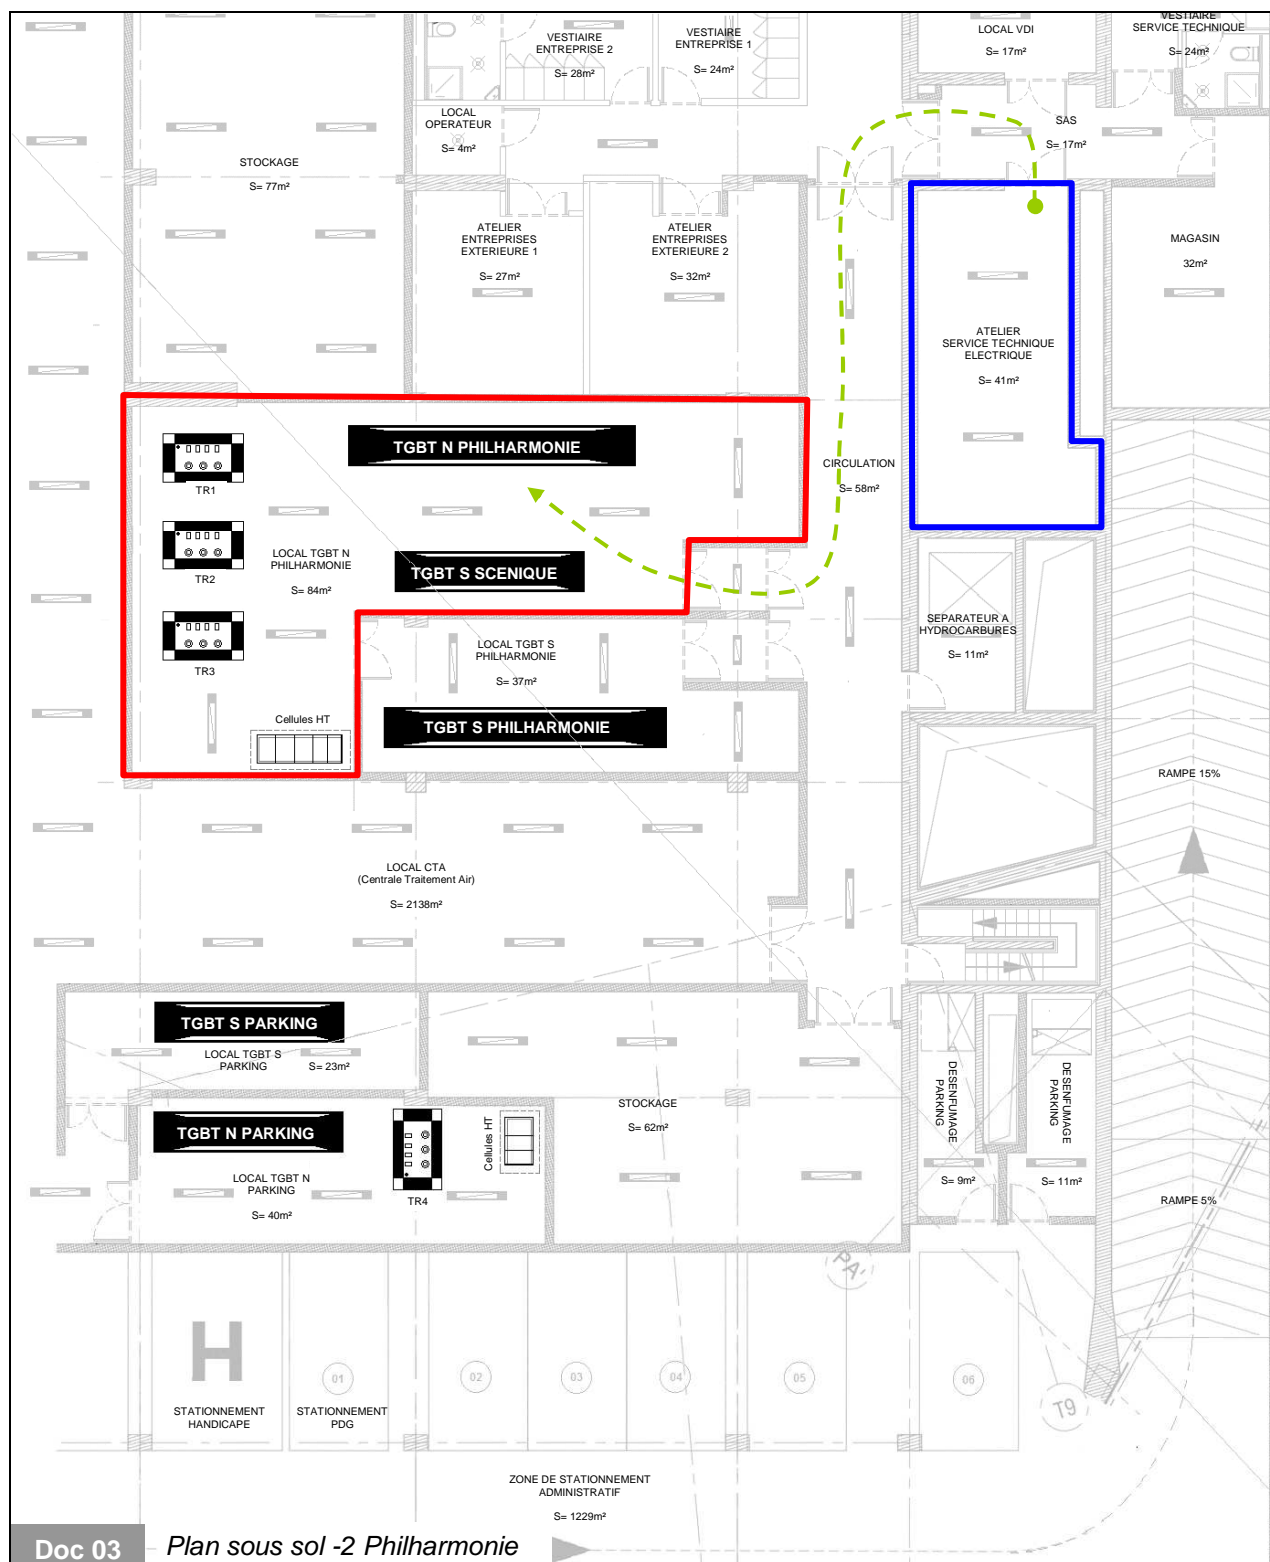 VESTIAIRE
ENTREPRISE 2
S= 28m²
VESTIAIRE
ENTREPRISE 1
S= 24m²
LOCAL VDI
S= 17m²
VESTIAIRE
SERVICE TECHNIQUE
S= 24m²
LOCAL
OPERATEUR
S= 4m²
SAS
S= 17m²
STOCKAGE
S= 77m²
ATELIER
ENTREPRISES
EXTERIEURE 1
S= 27m²
ATELIER
ENTREPRISES
EXTERIEURE 2
S= 32m²
MAGASIN
32m²
ATELIER
SERVICE TECHNIQUE
ELECTRIQUE
S= 41m²
TGBT N PHILHARMONIE
TR1
CIRCULATION
S= 58m²
TR2
LOCAL TGBT N
PHILHARMONIE
S= 84m²
TGBT S SCENIQUE
TR3
LOCAL TGBT S
PHILHARMONIE
S= 37m²
SEPARATEUR A
HYDROCARBURES
S= 11m²
Cellules HT
TGBT S PHILHARMONIE
RAMPE 15%
LOCAL CTA
(Centrale Traitement Air)
S= 2138m²
TGBT S PARKING
LOCAL TGBT S
PARKING
S= 23m²
TGBT N PARKING
LOCAL TGBT N
PARKING
S= 40m²
TR4
Cellules HT
STOCKAGE
S= 62m²
DESENFUMAGE
PARKING
S= 9m²
DESENFUMAGE
PARKING
S= 11m²
RAMPE 5%
PA'
H
STATIONNEMENT
HANDICAPE
01
STATIONNEMENT
PDG
02
03
04
05
06
T9
ZONE DE STATIONNEMENT
ADMINISTRATIF
S= 1229m²
Doc 03
Plan sous sol -2 Philharmonie